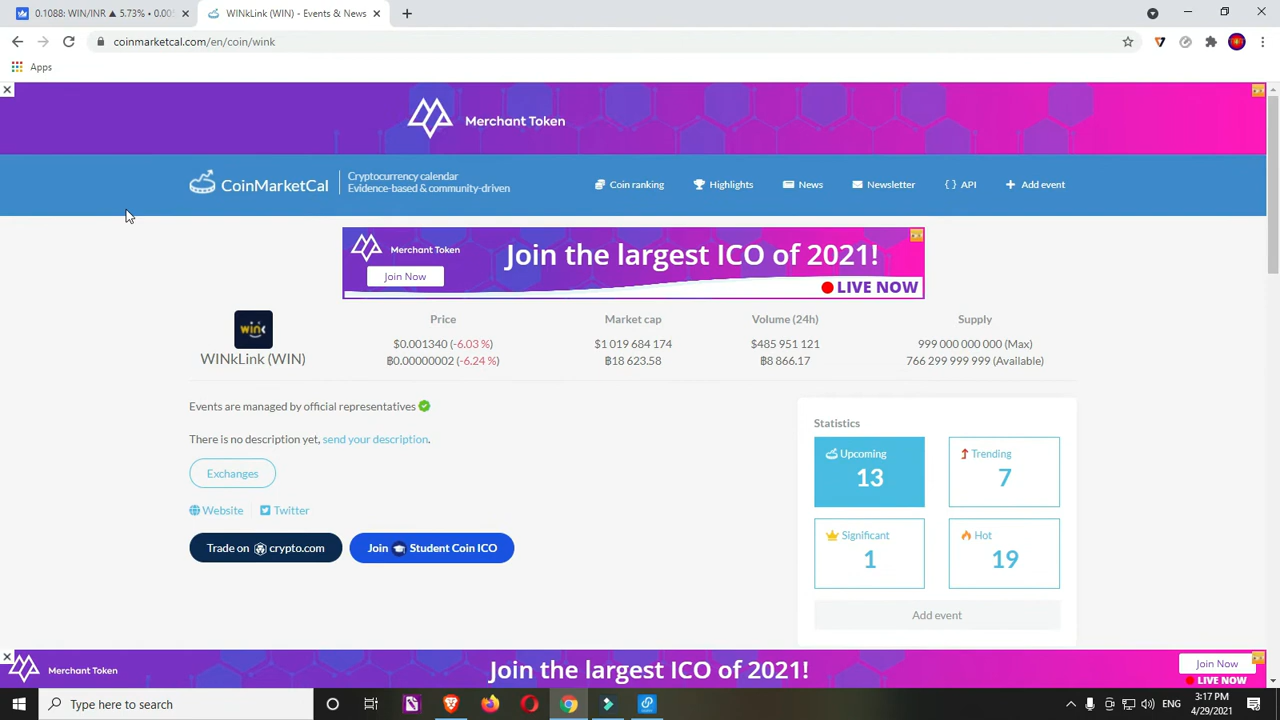 0.1088: WIN/INR ▲ 5.73% • 0.00
WINkLink (WIN) - Events & News
coinmarketcal.com/en/coin/wink
Apps
Merchant Token
CoinMarketCal
Cryptocurrency calendar
Evidence-based & community-driven
Coin ranking
Highlights
News
Newsletter
{ } API
+ Add event
Merchant Token
Join Now
Join the largest ICO of 2021!
LIVE NOW
WINk
WINkLink (WIN)
Price
$0.001340 (-6.03 %)
฿0.00000002 (-6.24 %)
Market cap
$1 019 684 174
฿18 623.58
Volume (24h)
$485 951 121
฿8 866.17
Supply
999 000 000 000 (Max)
766 299 999 999 (Available)
Events are managed by official representatives
There is no description yet, send your description.
Exchanges
Website
Twitter
Trade on crypto.com
Join Student Coin ICO
Statistics
Upcoming
13
Trending
7
Significant
1
Hot
19
Add event
Merchant Token
Join the largest ICO of 2021!
Join Now
LIVE NOW
Type here to search
ENG
3:17 PM
4/29/2021